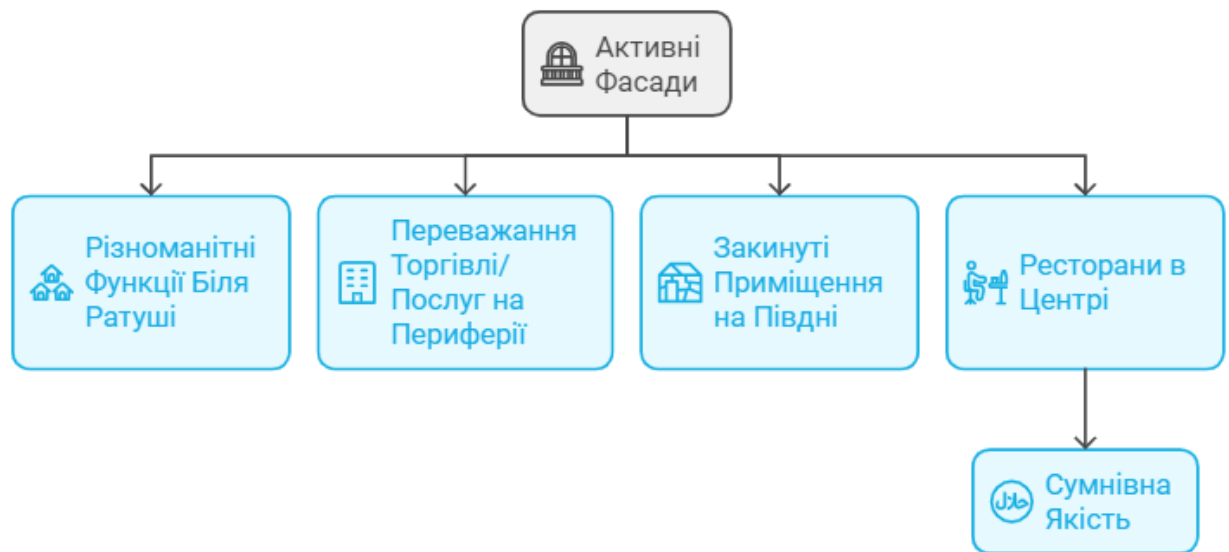 Активні
Фасади
Різноманітні
Функції Біля
Ратуші
Переважання
Торгівлі/
Послуг на
Периферії
Закинуті
Приміщення
на Півдні
Ресторани в
Центрі
حلال
Сумнівна
Якість